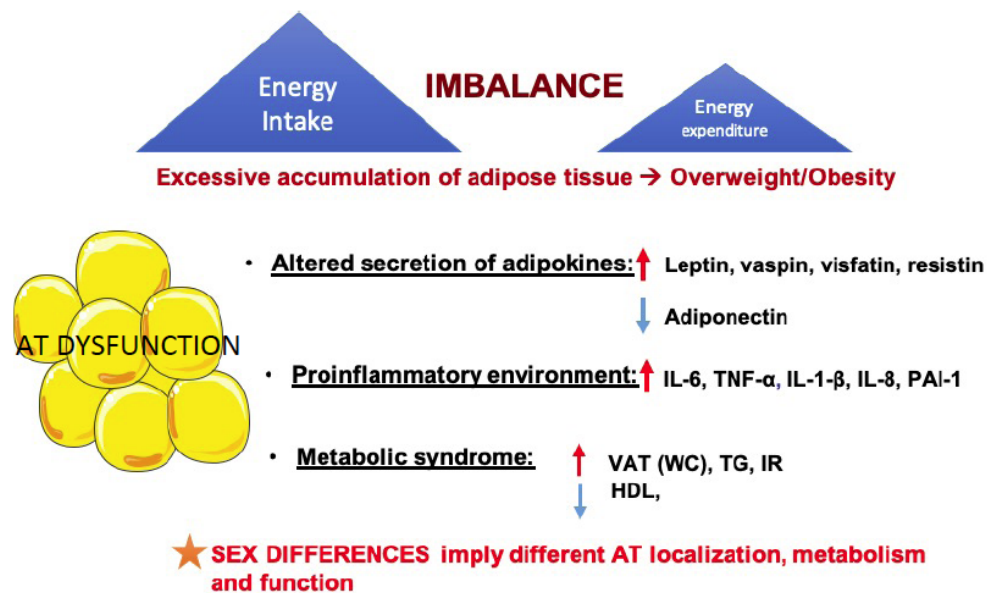 Energy
Intake
IMBALANCE
Energy
expenditure
Excessive accumulation of adipose tissue → Overweight/Obesity
• Altered secretion of adipokines: Leptin, vaspin, visfatin, resistin
Adiponectin
AT DYSFUNCTION
• Proinflammatory environment: IL-6, TNF-α, IL-1-β, IL-8, PAI-1
• Metabolic syndrome: VAT (WC), TG, IR
HDL,
SEX DIFFERENCES imply different AT localization, metabolism
and function